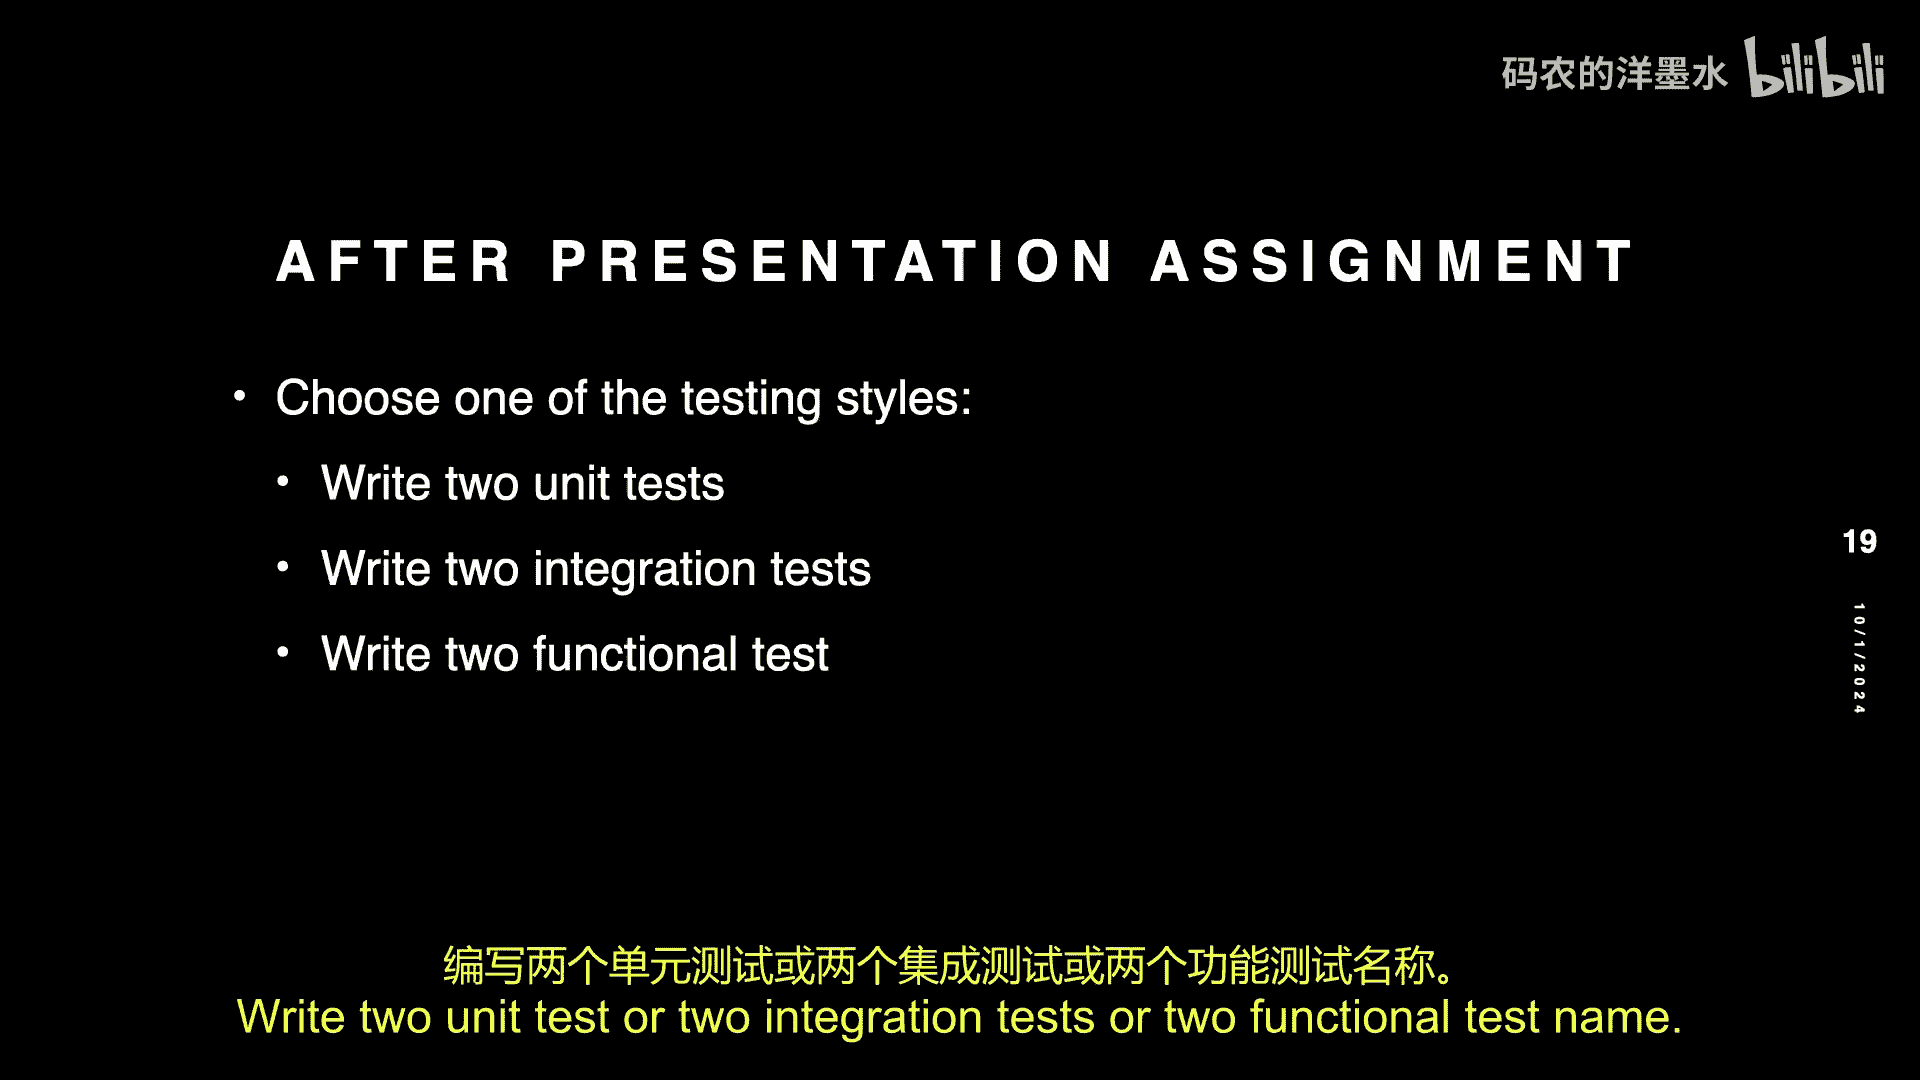 码农的洋墨水 bilibili
AFTER PRESENTATION ASSIGNMENT
• Choose one of the testing styles:
• Write two unit tests
• Write two integration tests
• Write two functional test
19
10/1/2024
编写两个单元测试或两个集成测试或两个功能测试名称。
Write two unit test or two integration tests or two functional test name.